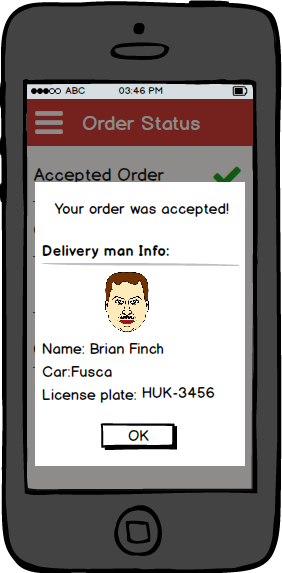 ABC 03:46 PM
Order Status
Accepted Order
Your order was accepted!
Delivery man Info:
Name: Brian Finch
Car:Fusca
License plate: HUK-3456
OK